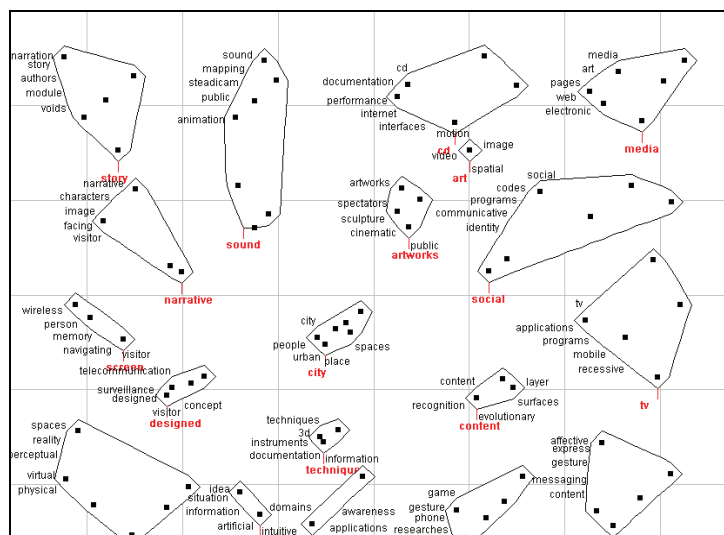 narration
story
authors
module
voids
story
sound
mapping
steadicam
public
animation
sound
cd
documentation
performance
internet
interfaces
motion
cd
video
image
spatial
art
media
art
pages
web
electronic
media
narrative
characters
image
facing
visitor
narrative
artworks
spectators
sculpture
cinematic
public
artworks
social
codes
programs
communicative
identity
social
wireless
person
memory
navigating
visitor
screen
city
people
urban
place
spaces
city
tv
applications
programs
mobile
recessive
tv
telecommunication
surveillance
designed
visitor
concept
designed
content
recognition
layer
surfaces
evolutionary
content
techniques
3d
instruments
documentation
information
technique
spaces
reality
perceptual
virtual
physical
idea
situation
information
artificial
intuitive
domains
awareness
applications
game
gesture
phone
researches
affective
express
gesture
messaging
content